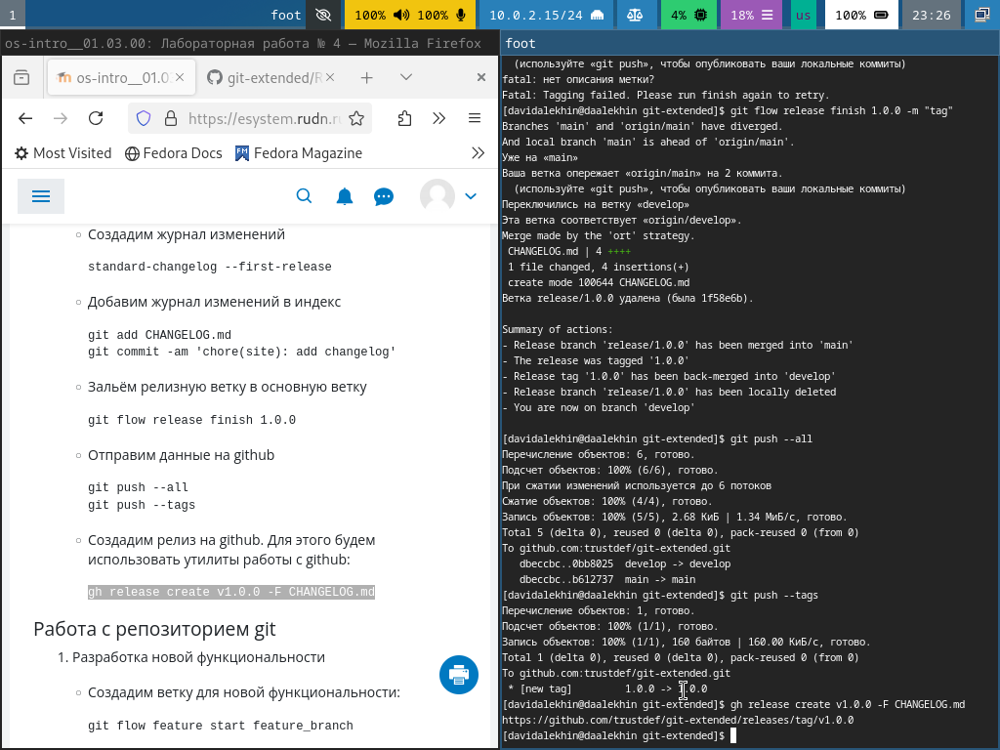 1
foot
100%
100%
10.0.2.15/24
4%
18%
us
100%
23:26
os-intro__01.03.00: Лабораторная работа № 4 — Mozilla Firefox
os-intro__01.0
git-extended/R
https://esystem.rudn.r
Most Visited
Fedora Docs
Fedora Magazine
Создадим журнал изменений
standard-changelog --first-release
Добавим журнал изменений в индекс
git add CHANGELOG.md
git commit -am 'chore(site): add changelog'
Зальём релизную ветку в основную ветку
git flow release finish 1.0.0
Отправим данные на github
git push --all
git push --tags
Создадим релиз на github. Для этого будем
использовать утилиты работы с github:
gh release create v1.0.0 -F CHANGELOG.md
Работа с репозиторием git
1. Разработка новой функциональности
Создадим ветку для новой функциональности:
git flow feature start feature_branch
foot
(используйте «git push», чтобы опубликовать ваши локальные коммиты)
fatal: нет описания метки?
Fatal: Tagging failed. Please run finish again to retry.
[davidalekhin@daalekhin git-extended]$ git flow release finish 1.0.0 -m "tag"
Branches 'main' and 'origin/main' have diverged.
And local branch 'main' is ahead of 'origin/main'.
Уже на «main»
Ваша ветка опережает «origin/main» на 2 коммита.
(используйте «git push», чтобы опубликовать ваши локальные коммиты)
Переключились на ветку «develop»
Эта ветка соответствует «origin/develop».
Merge made by the 'ort' strategy.
CHANGELOG.md | 4 ++++
1 file changed, 4 insertions(+)
create mode 100644 CHANGELOG.md
Ветка release/1.0.0 удалена (была 1f58e6b).
Summary of actions:
- Release branch 'release/1.0.0' has been merged into 'main'
- The release was tagged '1.0.0'
- Release tag '1.0.0' has been back-merged into 'develop'
- Release branch 'release/1.0.0' has been locally deleted
- You are now on branch 'develop'
[davidalekhin@daalekhin git-extended]$ git push --all
Перечисление объектов: 6, готово.
Подсчет объектов: 100% (6/6), готово.
При сжатии изменений используется до 6 потоков
Сжатие объектов: 100% (4/4), готово.
Запись объектов: 100% (5/5), 2.68 КиБ | 1.34 МиБ/с, готово.
Total 5 (delta 0), reused 0 (delta 0), pack-reused 0 (from 0)
To github.com:trustdef/git-extended.git
dbeccbc..0bb8025  develop -> develop
dbeccbc..b612737  main -> main
[davidalekhin@daalekhin git-extended]$ git push --tags
Перечисление объектов: 1, готово.
Подсчет объектов: 100% (1/1), готово.
Запись объектов: 100% (1/1), 160 байтов | 160.00 КиБ/с, готово.
Total 1 (delta 0), reused 0 (delta 0), pack-reused 0 (from 0)
To github.com:trustdef/git-extended.git
* [new tag]         1.0.0 -> 1.0.0
[davidalekhin@daalekhin git-extended]$ gh release create v1.0.0 -F CHANGELOG.md
https://github.com/trustdef/git-extended/releases/tag/v1.0.0
[davidalekhin@daalekhin git-extended]$